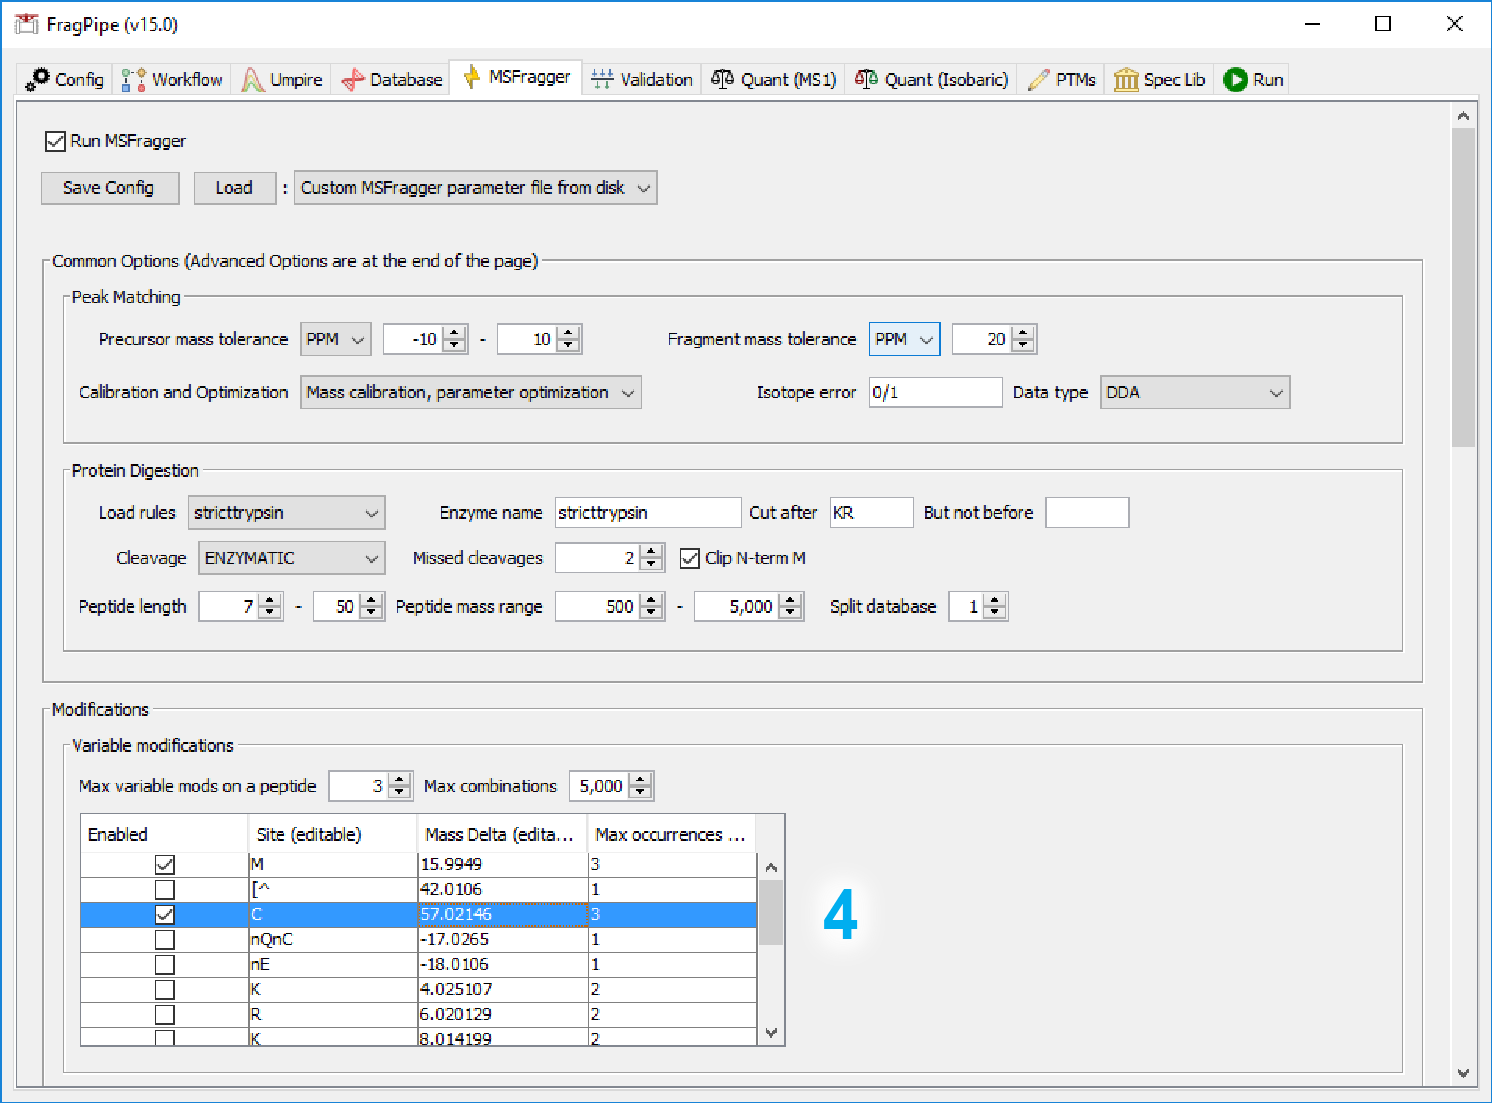 FragPipe (v15.0)
Config Workflow Umpire Database MSFragger Validation Quant (MS1) Quant (Isobaric) PTMs Spec Lib Run
Run MSFragger
Save Config Load : Custom MSFragger parameter file from disk
Common Options (Advanced Options are at the end of the page)
Peak Matching
Precursor mass tolerance PPM -10 - 10 Fragment mass tolerance PPM 20
Calibration and Optimization Mass calibration, parameter optimization Isotope error 0/1 Data type DDA
Protein Digestion
Load rules stricttrypsin Enzyme name stricttrypsin Cut after KR But not before
Cleavage ENZYMATIC Missed cleavages 2 Clip N-term M
Peptide length 7 - 50 Peptide mass range 500 - 5,000 Split database 1
Modifications
Variable modifications
Max variable mods on a peptide 3 Max combinations 5,000
Enabled Site (editable) Mass Delta (edita... Max occurrences ...
M 15.9949 3
[^ 42.0106 1
C 57.02146 3
4
nQnC -17.0265 1
nE -18.0106 1
K 4.025107 2
R 6.020129 2
K 8.014199 2